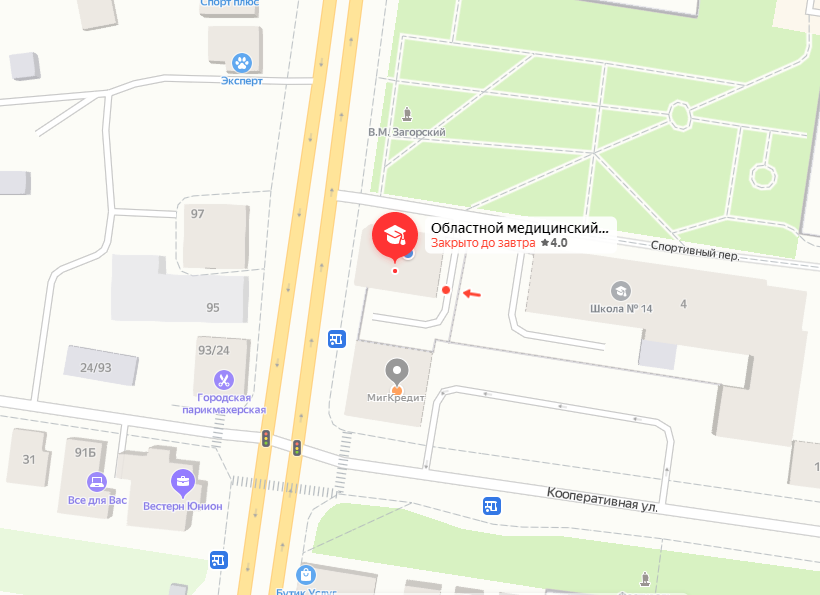 Спорт плюс
Эксперт
В.М. Загорский
97
Областной медицинский...
Закрыто до завтра ★4.0
Спортивный пер.
95
Школа № 14
4
93/24
24/93
МигКредит
Городская
парикмахерская
31
91Б
Все для Вас
Вестерн Юнион
Кооперативная ул.
1
Бутик Услуг